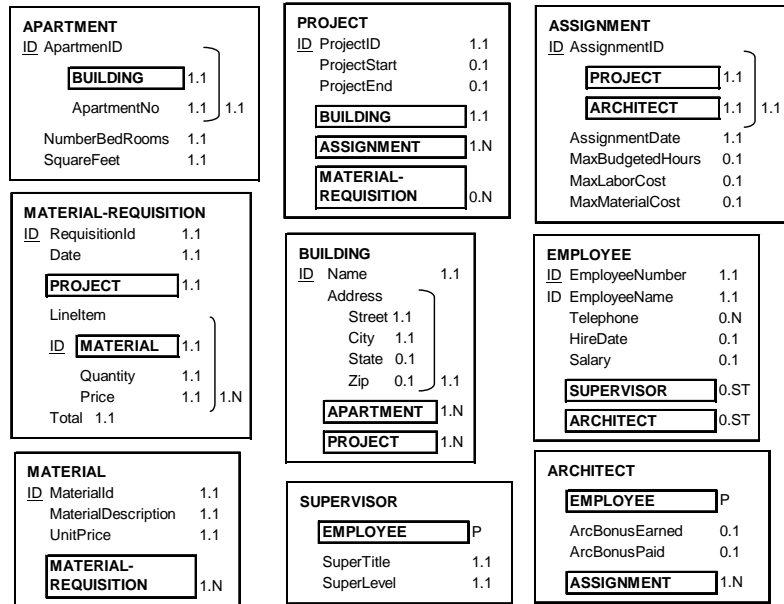 APARTMENT
ID ApartmenID
BUILDING 1.1
ApartmentNo 1.1 1.1
NumberBedRooms 1.1
SquareFeet 1.1
PROJECT
ID ProjectID 1.1
ProjectStart 0.1
ProjectEnd 0.1
BUILDING 1.1
ASSIGNMENT 1.N
MATERIAL-
REQUISITION 0.N
ASSIGNMENT
ID AssignmentID
PROJECT 1.1
ARCHITECT 1.1 1.1
AssignmentDate 1.1
MaxBudgetedHours 0.1
MaxLaborCost 0.1
MaxMaterialCost 0.1
MATERIAL-REQUISITION
ID RequisitionId 1.1
Date 1.1
PROJECT 1.1
LineItem
ID MATERIAL 1.1
Quantity 1.1
Price 1.1 1.N
Total 1.1
BUILDING
ID Name 1.1
Address
Street 1.1
City 1.1
State 0.1
Zip 0.1 1.1
APARTMENT 1.N
PROJECT 1.N
EMPLOYEE
ID EmployeeNumber 1.1
ID EmployeeName 1.1
Telephone 0.N
HireDate 0.1
Salary 0.1
SUPERVISOR 0.ST
ARCHITECT 0.ST
MATERIAL
ID MaterialId 1.1
MaterialDescription 1.1
UnitPrice 1.1
MATERIAL-
REQUISITION 1.N
SUPERVISOR
EMPLOYEE P
SuperTitle 1.1
SuperLevel 1.1
ARCHITECT
EMPLOYEE P
ArcBonusEarned 0.1
ArcBonusPaid 0.1
ASSIGNMENT 1.N